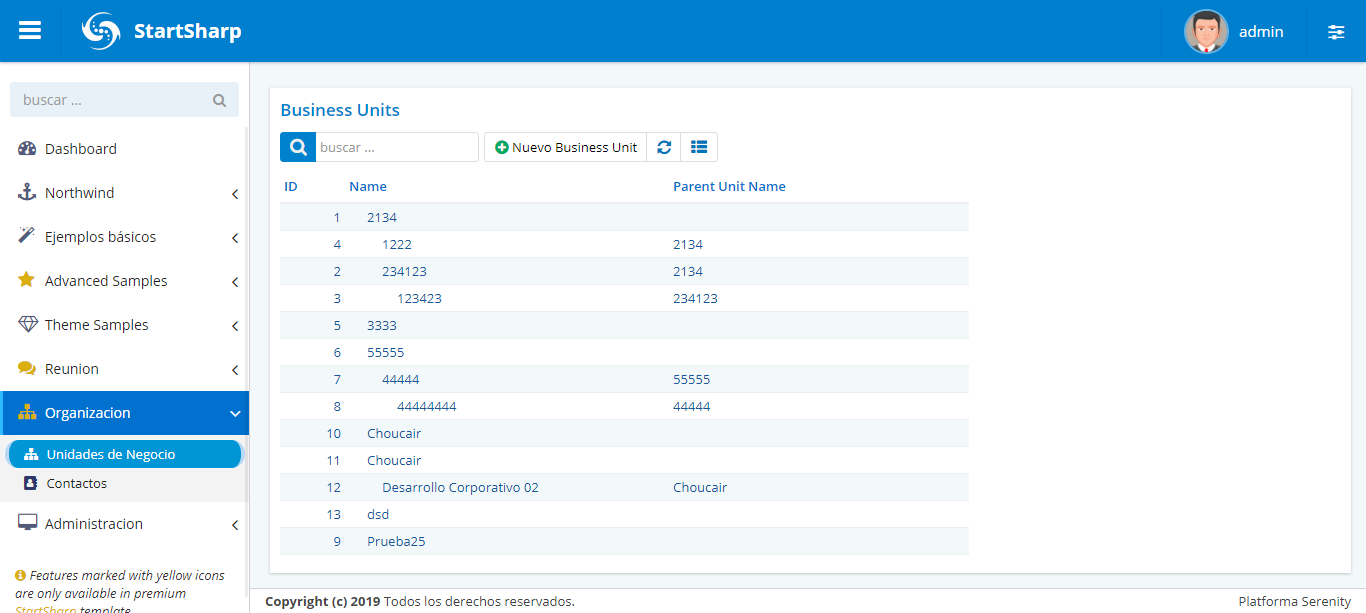 StartSharp
admin
buscar ...
Dashboard
Northwind
Ejemplos básicos
Advanced Samples
Theme Samples
Reunion
Organizacion
Unidades de Negocio
Contactos
Administracion
Features marked with yellow icons
are only available in premium
StartSharp template
Business Units
buscar ... Nuevo Business Unit
ID Name Parent Unit Name
1 2134
4 1222 2134
2 234123 2134
3 123423 234123
5 3333
6 55555
7 44444 55555
8 44444444 44444
10 Choucair
11 Choucair
12 Desarrollo Corporativo 02 Choucair
13 dsd
9 Prueba25
Copyright (c) 2019 Todos los derechos reservados. Platforma Serenity